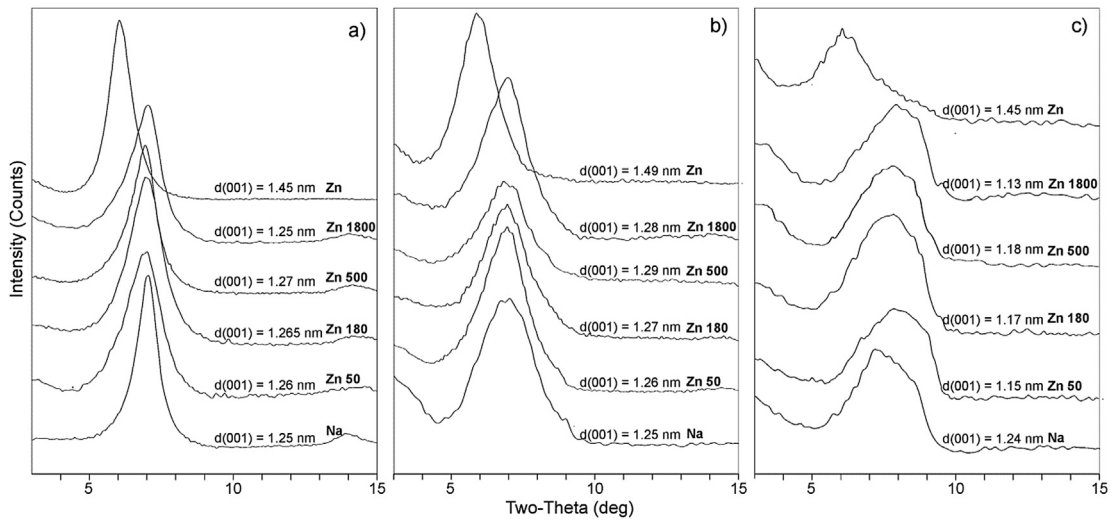 Intensity (Counts)
a)
d(001) = 1.45 nm Zn
d(001) = 1.25 nm Zn 1800
d(001) = 1.27 nm Zn 500
d(001) = 1.265 nm Zn 180
d(001) = 1.26 nm Zn 50
d(001) = 1.25 nm Na
5 10 15
b)
d(001) = 1.49 nm Zn
d(001) = 1.28 nm Zn 1800
d(001) = 1.29 nm Zn 500
d(001) = 1.27 nm Zn 180
d(001) = 1.26 nm Zn 50
d(001) = 1.25 nm Na
5 10 15
c)
d(001) = 1.45 nm Zn
d(001) = 1.13 nm Zn 1800
d(001) = 1.18 nm Zn 500
d(001) = 1.17 nm Zn 180
d(001) = 1.15 nm Zn 50
d(001) = 1.24 nm Na
5 10 15
Two-Theta (deg)